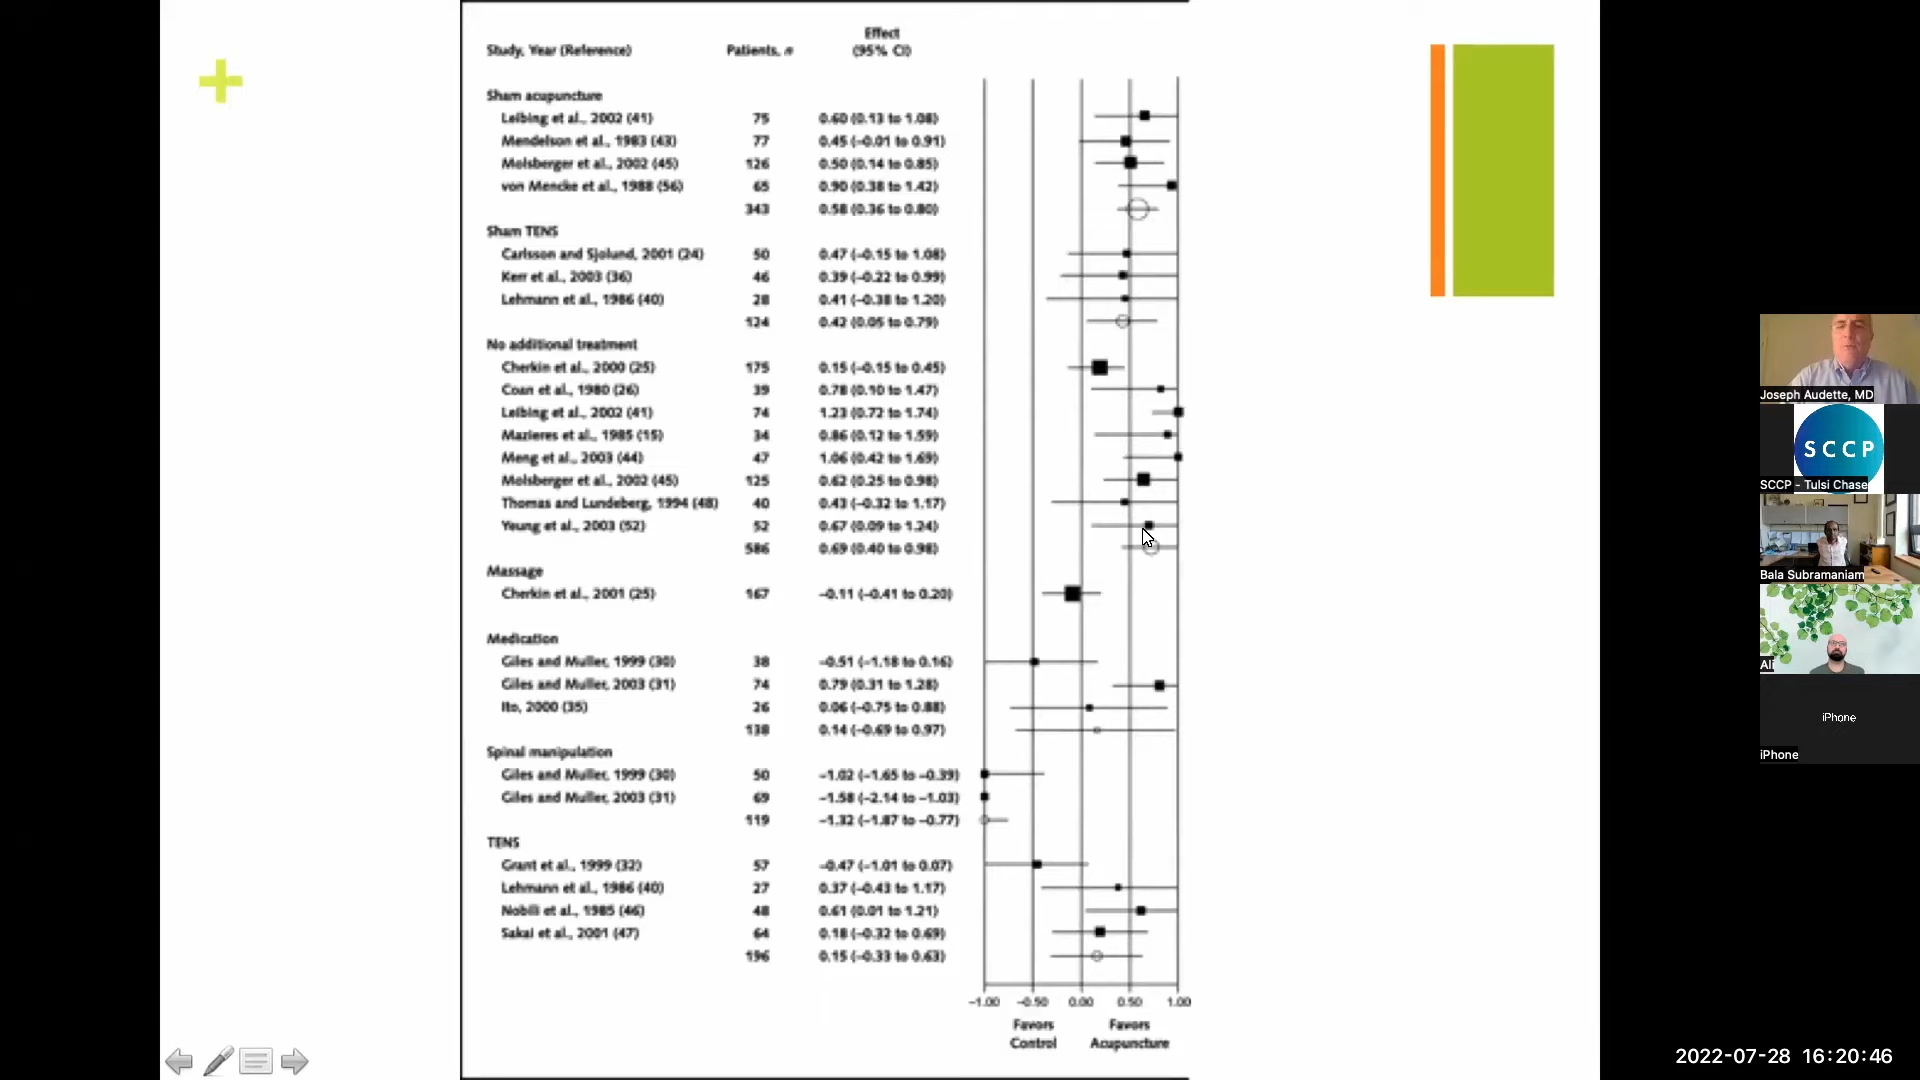 Effect
Study, Year (Reference) Patients, n (95% CI)
Sham acupuncture
Leibing et al., 2002 (41) 75 0.60 (0.13 to 1.08)
Mendelson et al., 1983 (43) 77 0.45 (–0.01 to 0.91)
Molsberger et al., 2002 (45) 126 0.50 (0.14 to 0.85)
von Mencke et al., 1988 (56) 65 0.90 (0.38 to 1.42)
343 0.58 (0.36 to 0.80)
Sham TENS
Carlsson and Sjolund, 2001 (24) 50 0.47 (–0.15 to 1.08)
Kerr et al., 2003 (36) 46 0.39 (–0.22 to 0.99)
Lehmann et al., 1986 (40) 28 0.41 (–0.38 to 1.20)
124 0.42 (0.05 to 0.79)
No additional treatment
Cherkin et al., 2000 (25) 175 0.15 (–0.15 to 0.45)
Coan et al., 1980 (26) 39 0.78 (0.10 to 1.47)
Leibing et al., 2002 (41) 74 1.23 (0.72 to 1.74)
Mazieres et al., 1985 (15) 34 0.86 (0.12 to 1.59)
Meng et al., 2003 (44) 47 1.06 (0.42 to 1.69)
Molsberger et al., 2002 (45) 125 0.62 (0.25 to 0.98)
Thomas and Lundeberg, 1994 (48) 40 0.43 (–0.32 to 1.17)
Yeung et al., 2003 (52) 52 0.67 (0.09 to 1.24)
586 0.69 (0.40 to 0.98)
Massage
Cherkin et al., 2001 (25) 167 –0.11 (–0.41 to 0.20)
Medication
Giles and Muller, 1999 (30) 38 –0.51 (–1.18 to 0.16)
Giles and Muller, 2003 (31) 74 0.79 (0.31 to 1.28)
Ito, 2000 (35) 26 0.06 (–0.75 to 0.88)
138 0.14 (–0.69 to 0.97)
Spinal manipulation
Giles and Muller, 1999 (30) 50 –1.02 (–1.65 to –0.39)
Giles and Muller, 2003 (31) 69 –1.58 (–2.14 to –1.03)
119 –1.32 (–1.87 to –0.77)
TENS
Grant et al., 1999 (32) 57 –0.47 (–1.01 to 0.07)
Lehmann et al., 1986 (40) 27 0.37 (–0.43 to 1.17)
Nobili et al., 1985 (46) 48 0.61 (0.01 to 1.21)
Sakai et al., 2001 (47) 64 0.18 (–0.32 to 0.69)
196 0.15 (–0.33 to 0.63)
–1.00 –0.50 0.00 0.50 1.00
Favors Favors
Control Acupuncture
Joseph Audette, MD
SCCP
SCCP - Tulsi Chase
Bala Subramaniam
Ali
iPhone
iPhone
2022-07-28 16:20:46